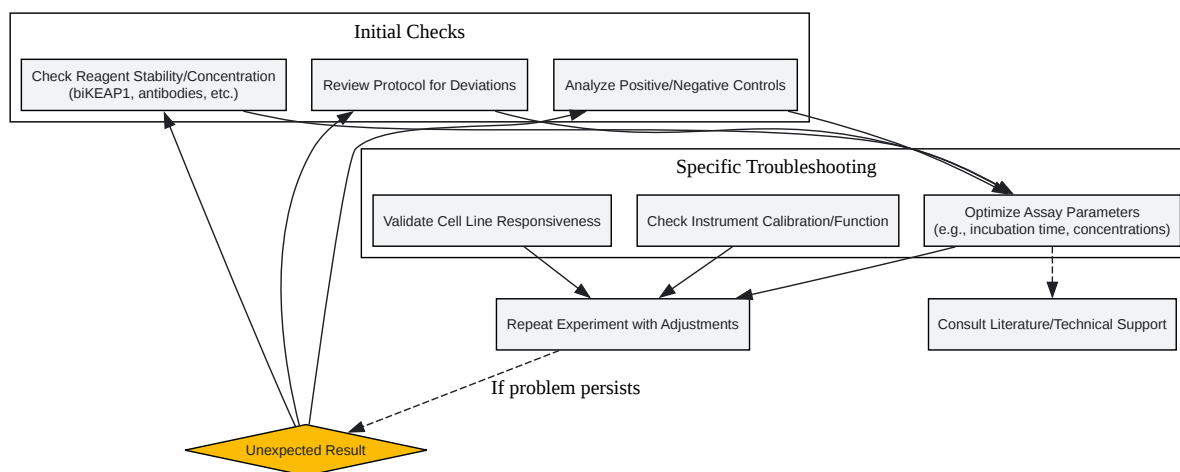 Initial Checks
Check Reagent Stability/Concentration
(biKEAP1, antibodies, etc.)
Review Protocol for Deviations
Analyze Positive/Negative Controls
Specific Troubleshooting
Validate Cell Line Responsiveness
Check Instrument Calibration/Function
Optimize Assay Parameters
(e.g., incubation time, concentrations)
Repeat Experiment with Adjustments
Consult Literature/Technical Support
If problem persists
Unexpected Result